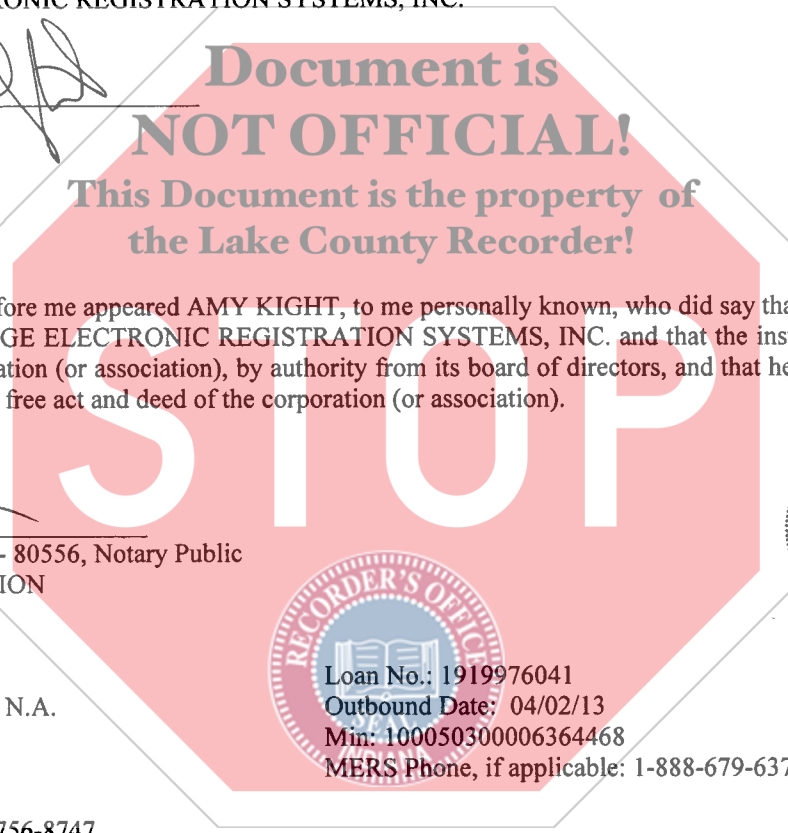 RONIC REGISTRATION SYSTEMS, INC.
Document is
NOT OFFICIAL!
This Document is the property of
the Lake County Recorder!
fore me appeared AMY KIGHT, to me personally known, who did say tha
GE ELECTRONIC REGISTRATION SYSTEMS, INC. and that the ins
ation (or association), by authority from its board of directors, and that he
free act and deed of the corporation (or association).
STOP
- 80556, Notary Public
ION
RECORDER'S OFFICE
SEAL
INDIANA
Loan No.: 1919976041
N.A.
Outbound Date: 04/02/13
Min: 100050300006364468
MERS Phone, if applicable: 1-888-679-637
756-8747